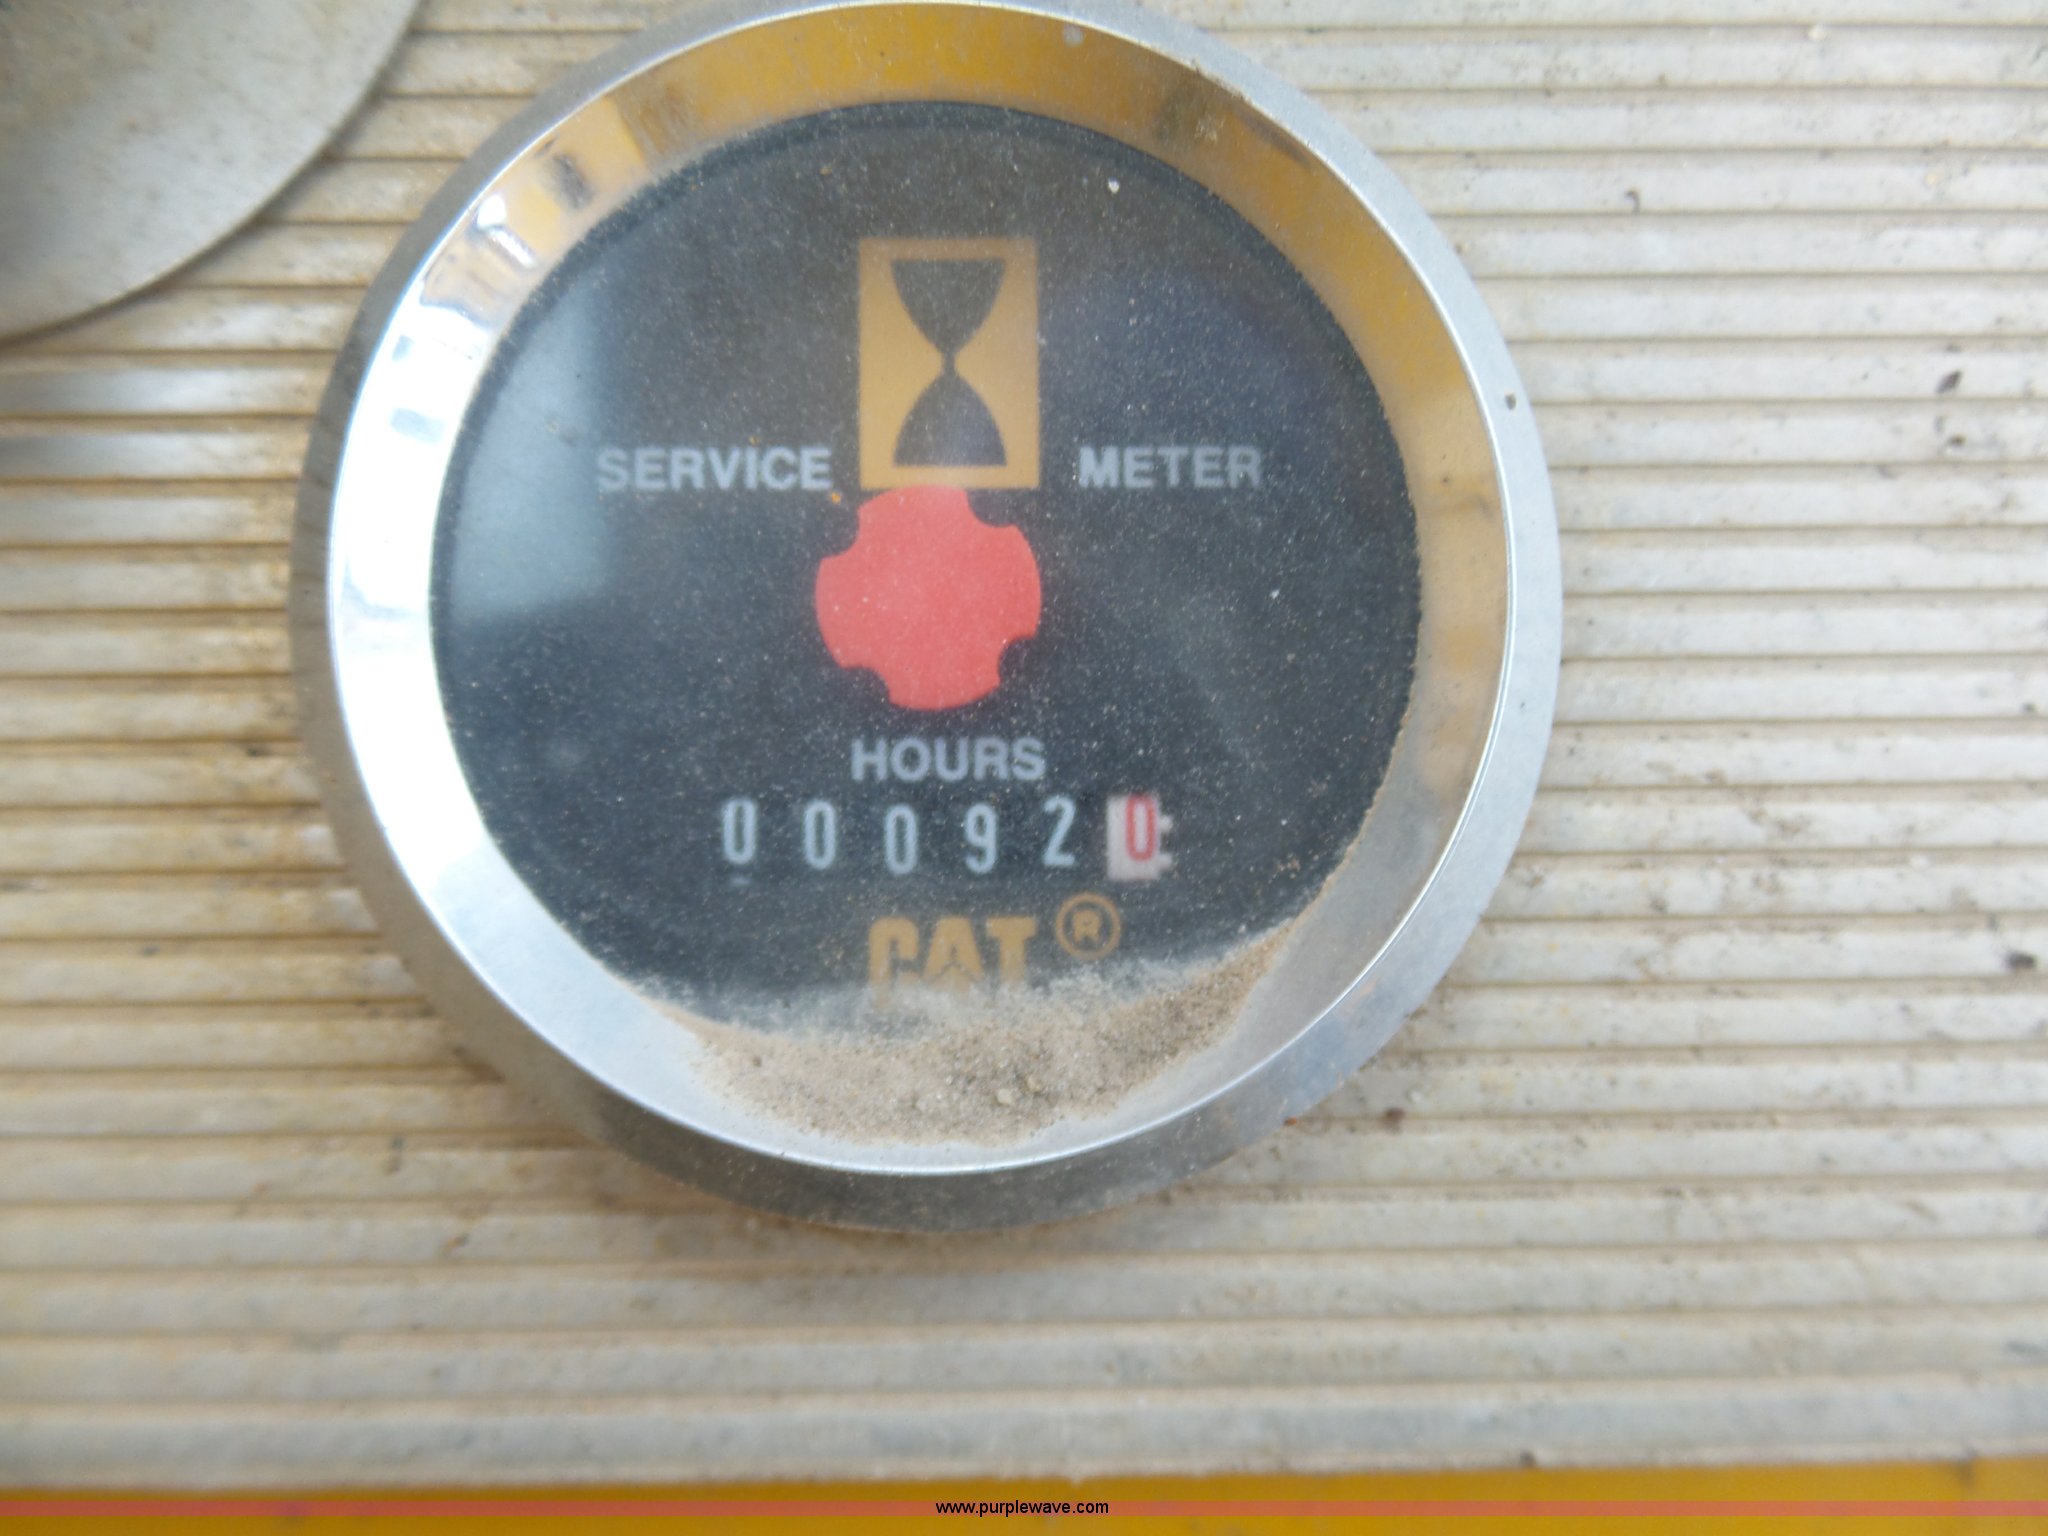 SERVICE METER
HOURS
000920
CAT®
www.purplewave.com